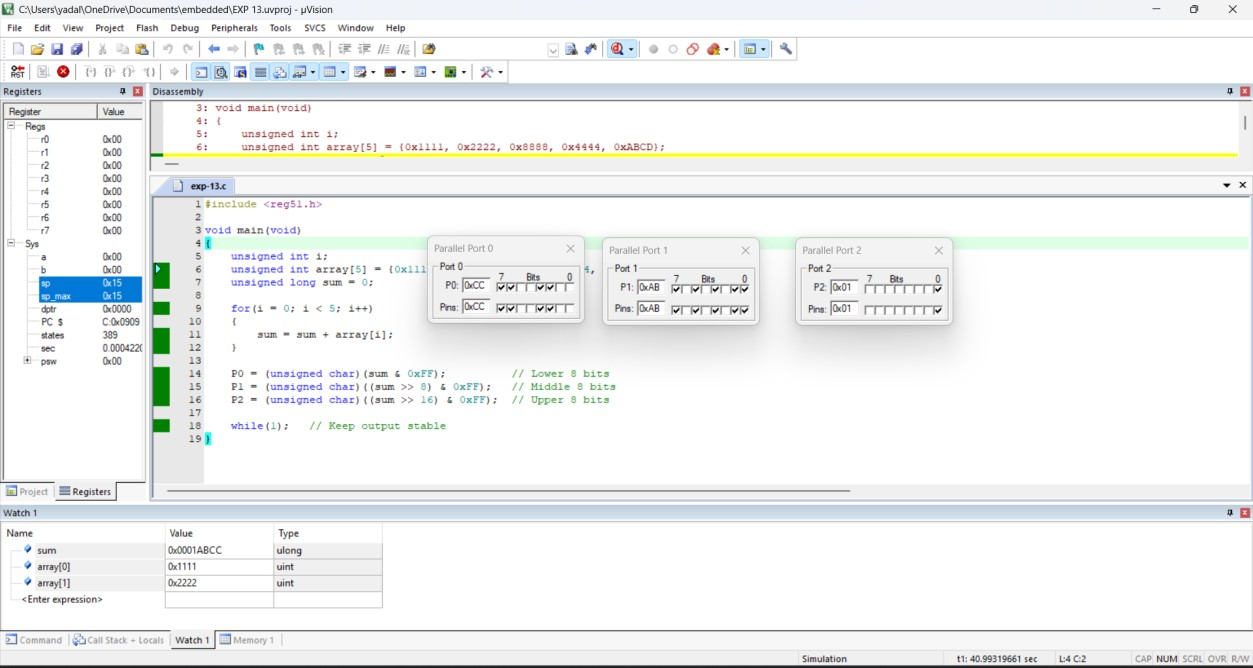 C:\Users\yadal\OneDrive\Documents\embedded\EXP 13.uvproj - µVision
File Edit View Project Flash Debug Peripherals Tools SVCS Window Help
RST
Registers
Disassembly
Register Value
Regs
r0 0x00
r1 0x00
r2 0x00
r3 0x00
r4 0x00
r5 0x00
r6 0x00
r7 0x00
Sys
a 0x00
b 0x00
sp 0x15
sp_max 0x15
dptr 0x0000
PC $ C:0x0909
states 389
sec 0.0004220
psw 0x00
Project Registers
3: void main(void)
4: {
5: unsigned int i;
6: unsigned int array[5] = {0x1111, 0x2222, 0x8888, 0x4444, 0xABCD};
exp-13.c
1 #include <reg51.h>
2
3 void main(void)
4 {
5 unsigned int i;
6 unsigned int array[5] = {0x111 4,
7 unsigned long sum = 0;
8
9 for(i = 0; i < 5; i++)
10 {
11 sum = sum + array[i];
12 }
13
14 P0 = (unsigned char)(sum & 0xFF); // Lower 8 bits
15 P1 = (unsigned char)((sum >> 8) & 0xFF); // Middle 8 bits
16 P2 = (unsigned char)((sum >> 16) & 0xFF); // Upper 8 bits
17
18 while(1); // Keep output stable
19 }
Parallel Port 0
Port 0
7 Bits 0
P0: 0xCC
Pins: 0xCC
Parallel Port 1
Port 1
7 Bits 0
P1: 0xAB
Pins: 0xAB
Parallel Port 2
Port 2
7 Bits 0
P2: 0x01
Pins: 0x01
Watch 1
Name Value Type
sum 0x0001ABCC ulong
array[0] 0x1111 uint
array[1] 0x2222 uint
<Enter expression>
Command Call Stack + Locals Watch 1 Memory 1
Simulation t1: 40.99319661 sec L:4 C:2 CAP NUM SCRL OVR R/W